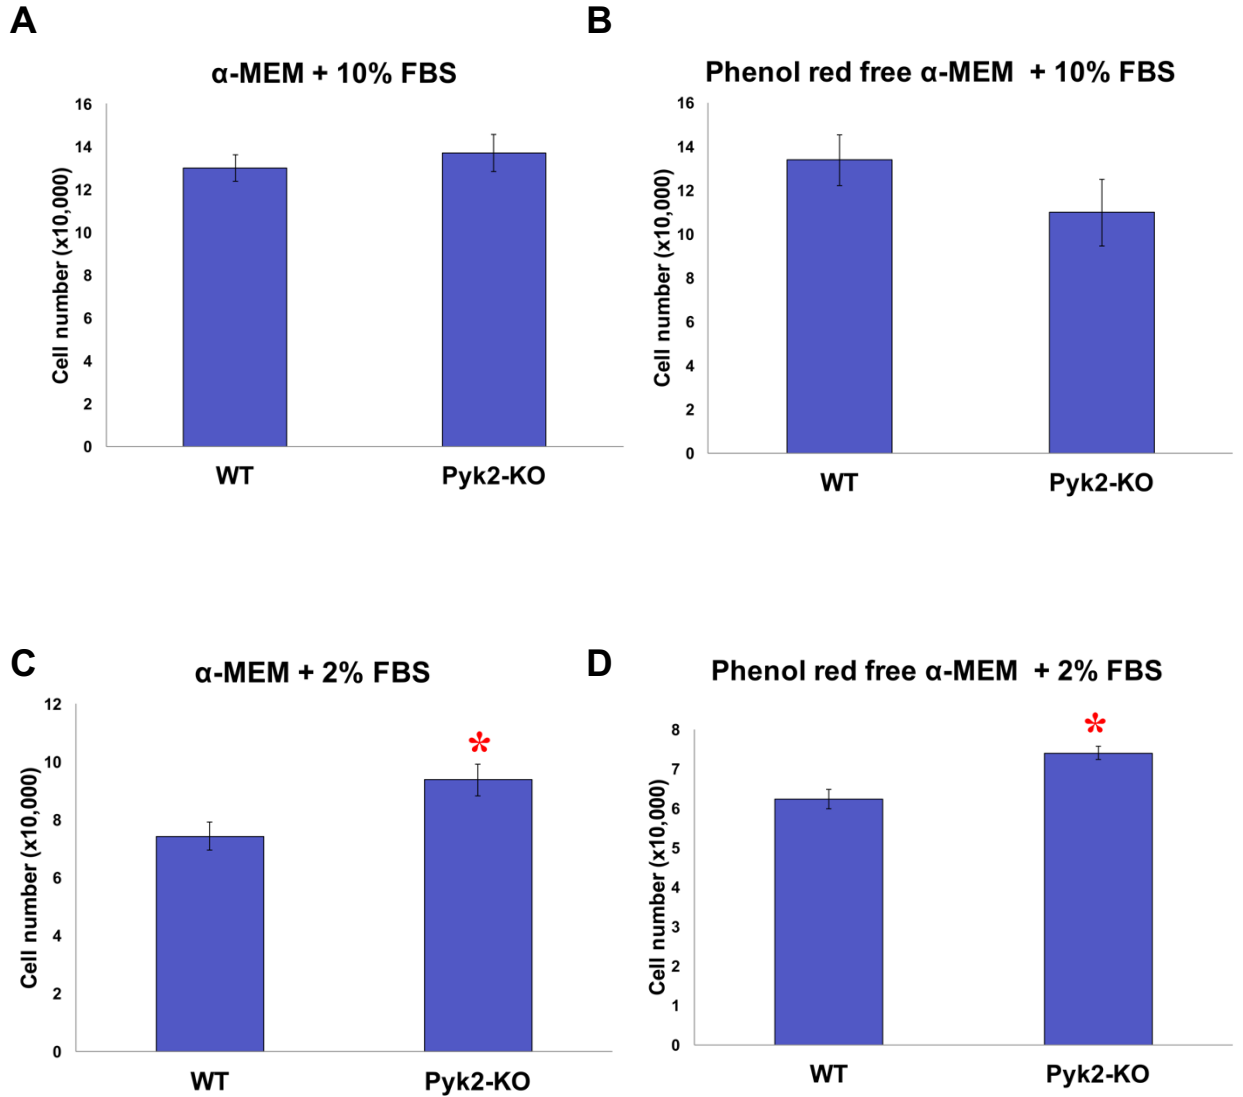 A
α-MEM + 10% FBS
Cell number (x10,000)
16
14
12
10
8
6
4
2
0
WT Pyk2-KO
B
Phenol red free α-MEM + 10% FBS
Cell number (x10,000)
16
14
12
10
8
6
4
2
0
WT Pyk2-KO
C
α-MEM + 2% FBS
Cell number (x10,000)
12
10
8
6
4
2
0
*
WT Pyk2-KO
D
Phenol red free α-MEM + 2% FBS
Cell number (x10,000)
8
7
6
5
4
3
2
1
0
*
WT Pyk2-KO